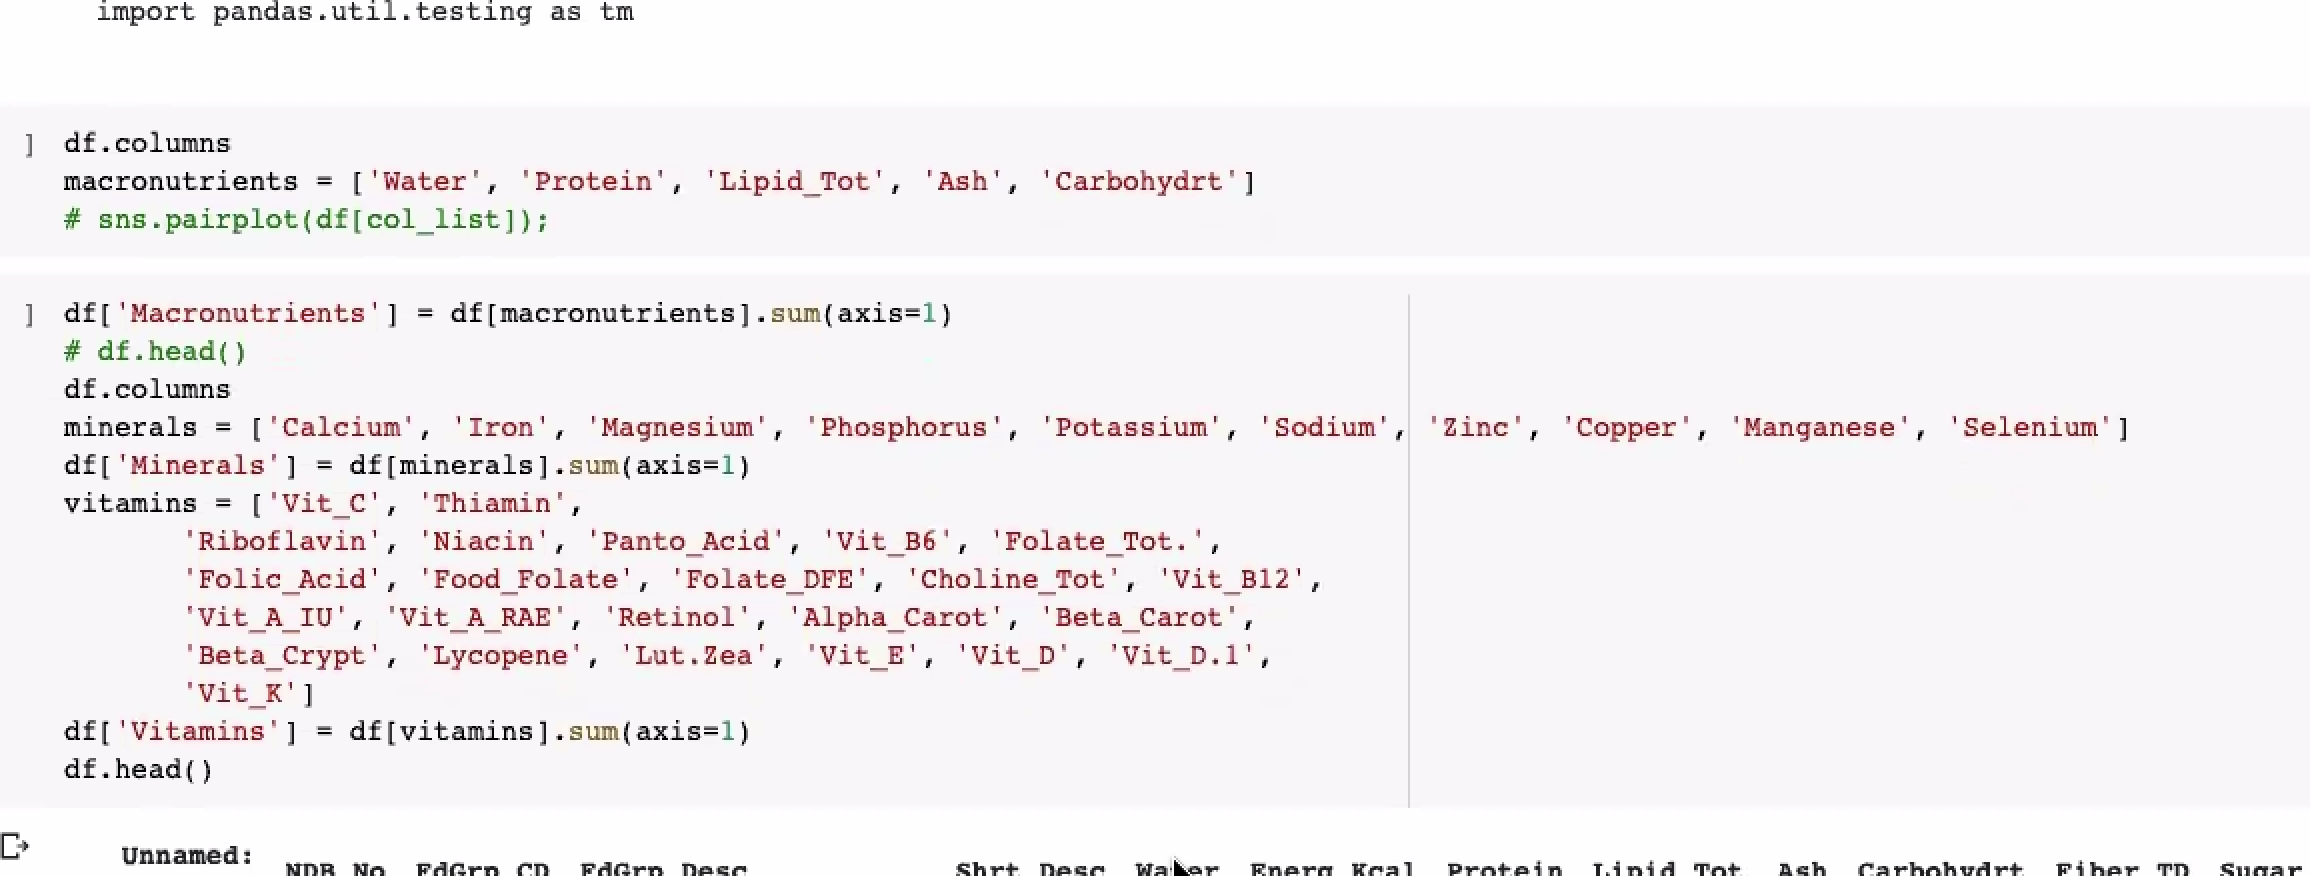 import pandas.util.testing as tm
] df.columns
macronutrients = ['Water', 'Protein', 'Lipid_Tot', 'Ash', 'Carbohydrt']
# sns.pairplot(df[col_list]);
] df['Macronutrients'] = df[macronutrients].sum(axis=1)
# df.head()
df.columns
minerals = ['Calcium', 'Iron', 'Magnesium', 'Phosphorus', 'Potassium', 'Sodium', 'Zinc', 'Copper', 'Manganese', 'Selenium']
df['Minerals'] = df[minerals].sum(axis=1)
vitamins = ['Vit_C', 'Thiamin',
'Riboflavin', 'Niacin', 'Panto_Acid', 'Vit_B6', 'Folate_Tot.',
'Folic_Acid', 'Food_Folate', 'Folate_DFE', 'Choline_Tot', 'Vit_B12',
'Vit_A_IU', 'Vit_A_RAE', 'Retinol', 'Alpha_Carot', 'Beta_Carot',
'Beta_Crypt', 'Lycopene', 'Lut.Zea', 'Vit_E', 'Vit_D', 'Vit_D.1',
'Vit_K']
df['Vitamins'] = df[vitamins].sum(axis=1)
df.head()
Unnamed:
NDB_No FdGrp_CD FdGrp_Desc Shrt_Desc Water Energ_Kcal Protein Lipid_Tot Ash Carbohydrt Fiber_TD Sugar